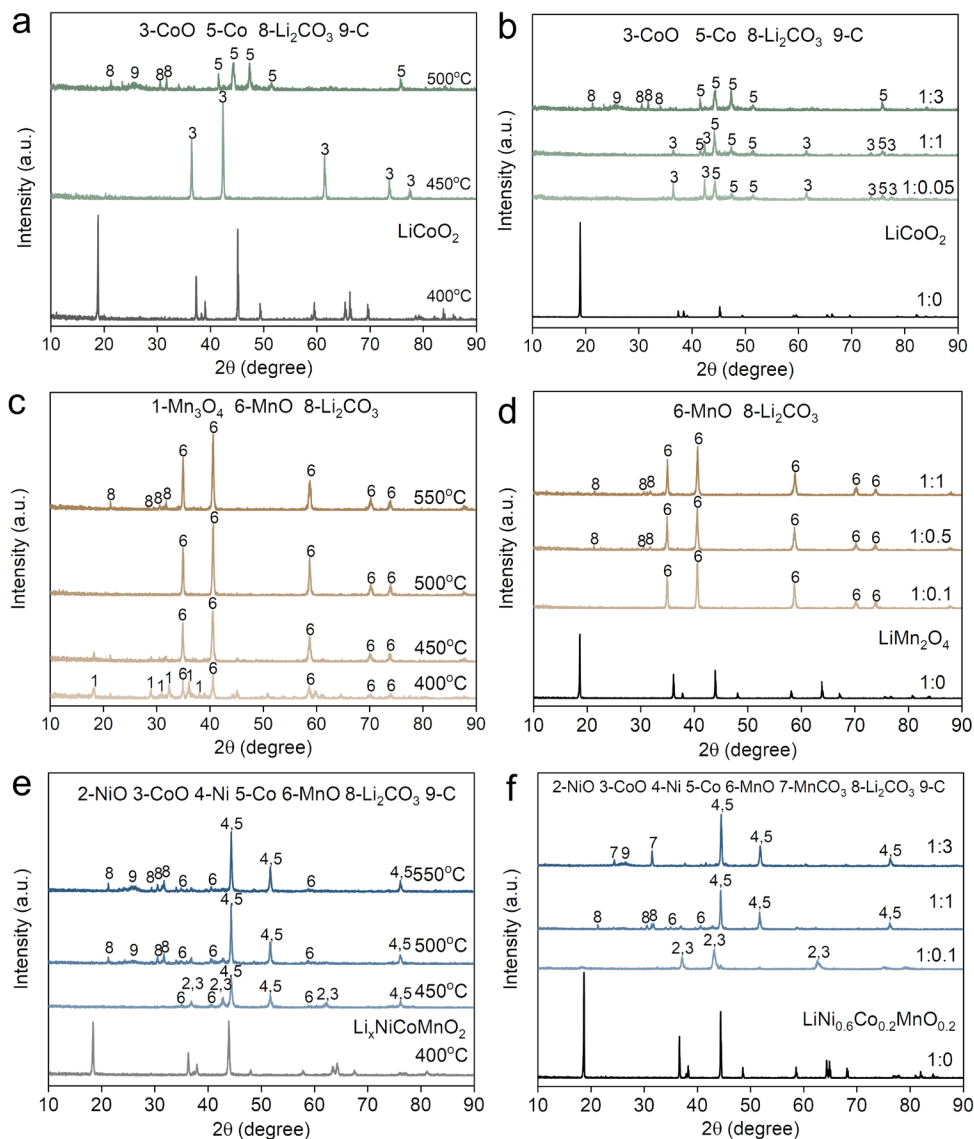 a
3-CoO 5-Co 8-Li₂CO₃ 9-C
8 9 8 8 5 5 5 5 5
500°C
3 3 3 3 3
450°C
LiCoO₂
400°C
Intensity (a.u.)
10 20 30 40 50 60 70 80 90
2θ (degree)
b
3-CoO 5-Co 8-Li₂CO₃ 9-C
8 9 8 8 8 5 5 5 5 5
1:3
3 5 3 5 5 5 3 3 5 3
1:1
3 3 5 5 5 3 3 5 3
1:0.05
LiCoO₂
1:0
Intensity (a.u.)
10 20 30 40 50 60 70 80 90
2θ (degree)
c
1-Mn₃O₄ 6-MnO 8-Li₂CO₃
8 8 8 8 6 6 6 6 6
550°C
6 6 6 6 6
500°C
6 6 6 6 6
450°C
1 1 1 1 6 1 1 6 6 6 6
400°C
Intensity (a.u.)
10 20 30 40 50 60 70 80 90
2θ (degree)
d
6-MnO 8-Li₂CO₃
8 8 8 6 6 6 6 6
1:1
8 8 8 6 6 6 6 6
1:0.5
6 6 6 6 6
1:0.1
LiMn₂O₄
1:0
Intensity (a.u.)
10 20 30 40 50 60 70 80 90
2θ (degree)
e
2-NiO 3-CoO 4-Ni 5-Co 6-MnO 8-Li₂CO₃ 9-C
8 9 8 8 8 6 6 4,5 4,5 6 4,5
550°C
8 9 8 8 6 6 4,5 4,5 6 4,5
500°C
6 2,3 6 2,3 4,5 4,5 6 2,3 4,5
450°C
LiₓNiCoMnO₂
400°C
Intensity (a.u.)
10 20 30 40 50 60 70 80 90
2θ (degree)
f
2-NiO 3-CoO 4-Ni 5-Co 6-MnO 7-MnCO₃ 8-Li₂CO₃ 9-C
7 9 7 4,5 4,5 4,5
1:3
8 8 8 6 6 4,5 4,5 4,5
1:1
2,3 2,3 2,3
1:0.1
LiNi₀.₆Co₀.₂MnO₀.₂
1:0
Intensity (a.u.)
10 20 30 40 50 60 70 80 90
2θ (degree)